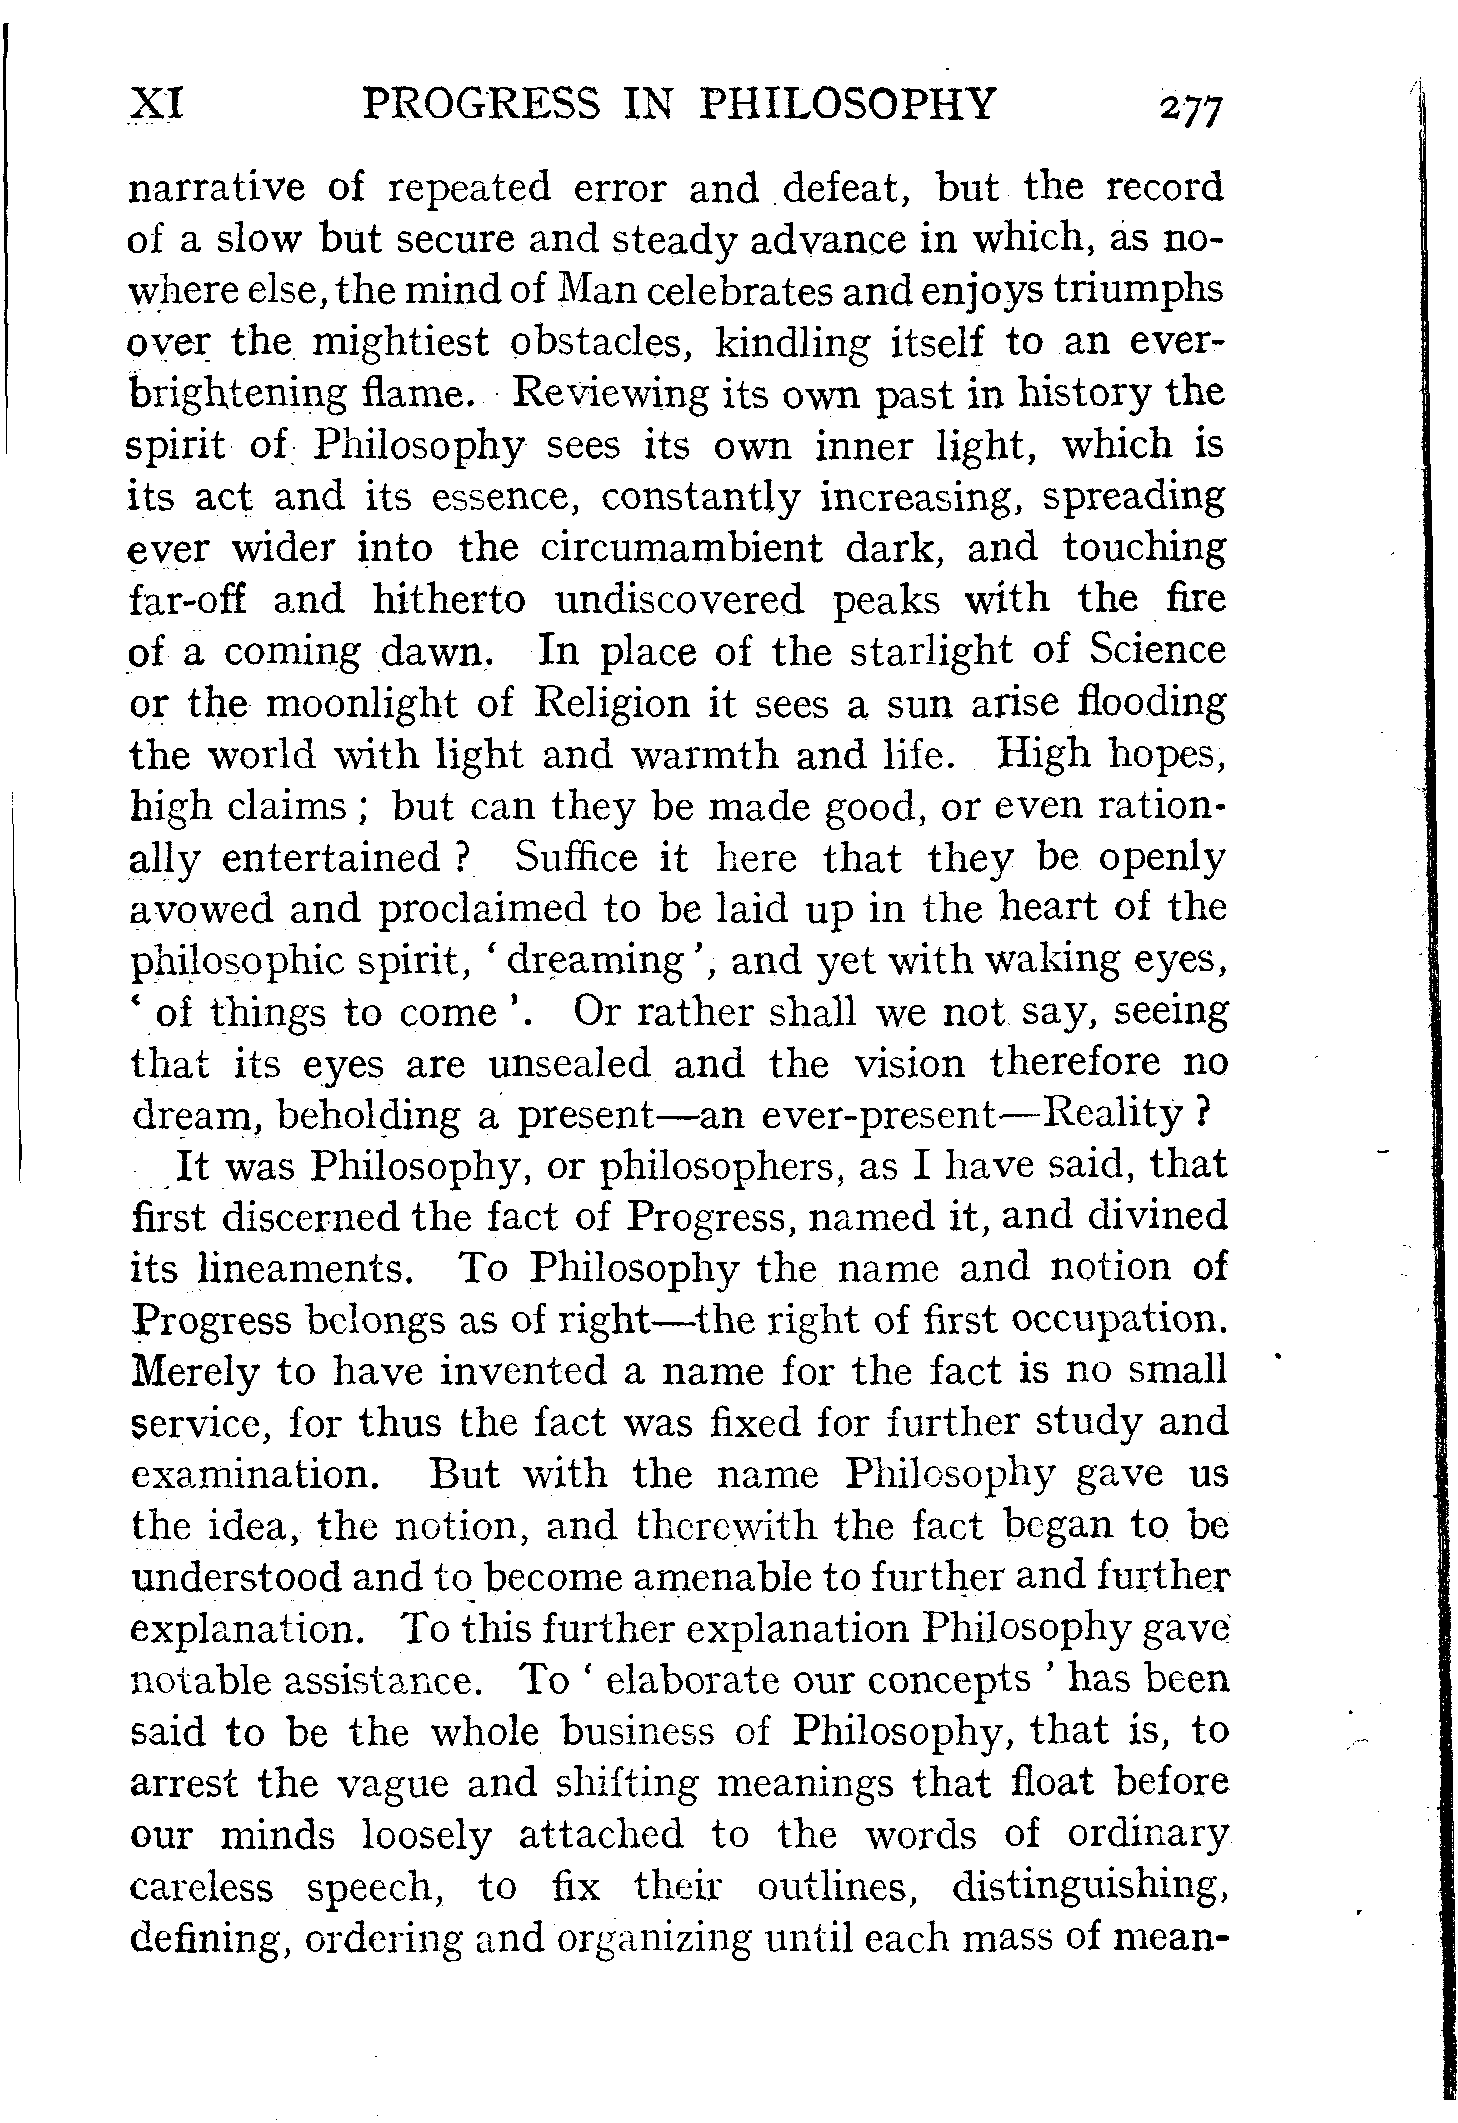 XI PROGRESS IN PHILOSOPHY 277
narrative of repeated error and defeat, but the record
of a slow but secure and steady advance in which, as no-
where else, the mind of Man celebrates and enjoys triumphs
over the mightiest obstacles, kindling itself to an ever-
brightening flame. Reviewing its own past in history the
spirit of Philosophy sees its own inner light, which is
its act and its essence, constantly increasing, spreading
ever wider into the circumambient dark, and touching
far-off and hitherto undiscovered peaks with the fire
of a coming dawn. In place of the starlight of Science
or the moonlight of Religion it sees a sun arise flooding
the world with light and warmth and life. High hopes,
high claims ; but can they be made good, or even ration-
ally entertained ? Suffice it here that they be openly
avowed and proclaimed to be laid up in the heart of the
philosophic spirit, ‘ dreaming ’, and yet with waking eyes,
‘ of things to come ’. Or rather shall we not say, seeing
that its eyes are unsealed and the vision therefore no
dream, beholding a present—an ever-present—Reality ?
It was Philosophy, or philosophers, as I have said, that
first discerned the fact of Progress, named it, and divined
its lineaments. To Philosophy the name and notion of
Progress belongs as of right—the right of first occupation.
Merely to have invented a name for the fact is no small
service, for thus the fact was fixed for further study and
examination. But with the name Philosophy gave us
the idea, the notion, and therewith the fact began to be
understood and to become amenable to further and further
explanation. To this further explanation Philosophy gave
notable assistance. To ‘ elaborate our concepts ’ has been
said to be the whole business of Philosophy, that is, to
arrest the vague and shifting meanings that float before
our minds loosely attached to the words of ordinary
careless speech, to fix their outlines, distinguishing,
defining, ordering and organizing until each mass of mean-